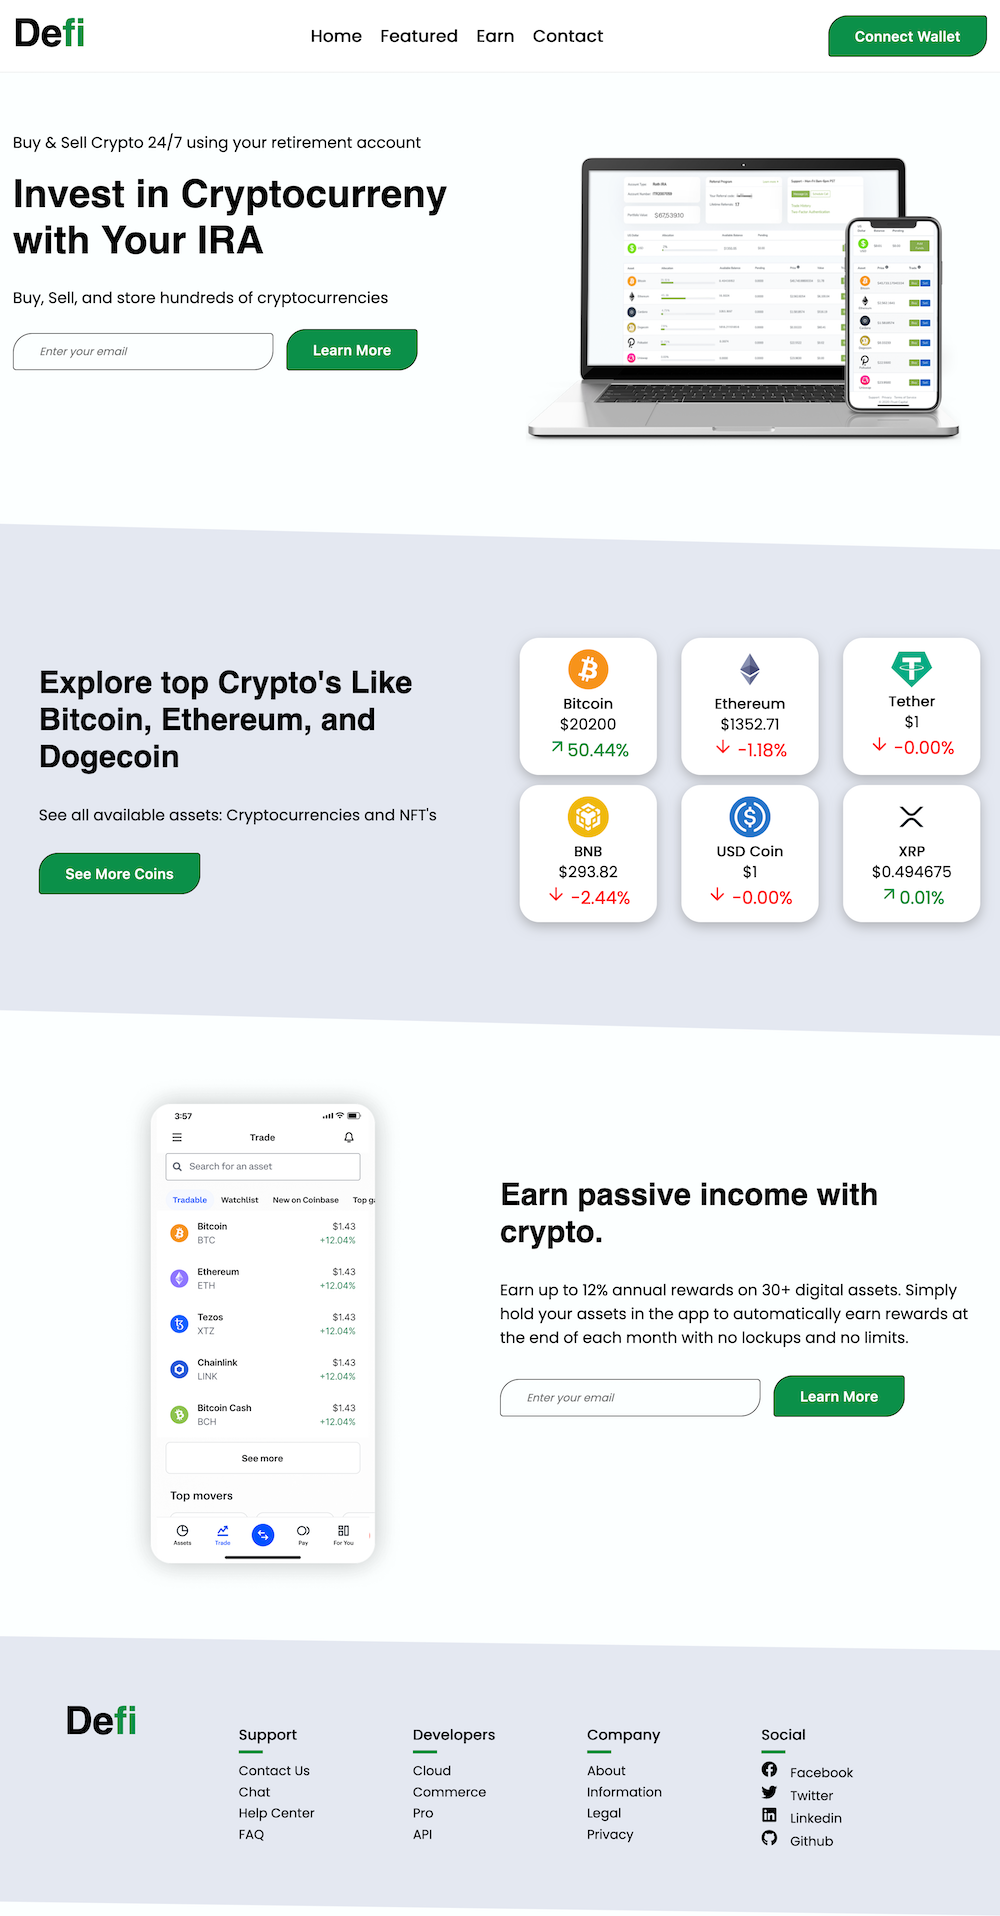 Defi
Home Featured Earn Contact
Connect Wallet
Buy & Sell Crypto 24/7 using your retirement account
Invest in Cryptocurreny
with Your IRA
Buy, Sell, and store hundreds of cryptocurrencies
Enter your email
Learn More
Explore top Crypto's Like
Bitcoin, Ethereum, and
Dogecoin
See all available assets: Cryptocurrencies and NFT's
See More Coins
Bitcoin
$20200
50.44%
Ethereum
$1352.71
-1.18%
Tether
$1
-0.00%
BNB
$293.82
-2.44%
USD Coin
$1
-0.00%
XRP
$0.494675
0.01%
3:57
Trade
Search for an asset
Tradable Watchlist New on Coinbase Top ga
Bitcoin $1.43
BTC +12.04%
Ethereum $1.43
ETH +12.04%
Tezos $1.43
XTZ +12.04%
Chainlink $1.43
LINK +12.04%
Bitcoin Cash $1.43
BCH +12.04%
See more
Top movers
Assets Trade Pay For You
Earn passive income with
crypto.
Earn up to 12% annual rewards on 30+ digital assets. Simply
hold your assets in the app to automatically earn rewards at
the end of each month with no lockups and no limits.
Enter your email
Learn More
Defi
Support
Contact Us
Chat
Help Center
FAQ
Developers
Cloud
Commerce
Pro
API
Company
About
Information
Legal
Privacy
Social
Facebook
Twitter
Linkedin
Github